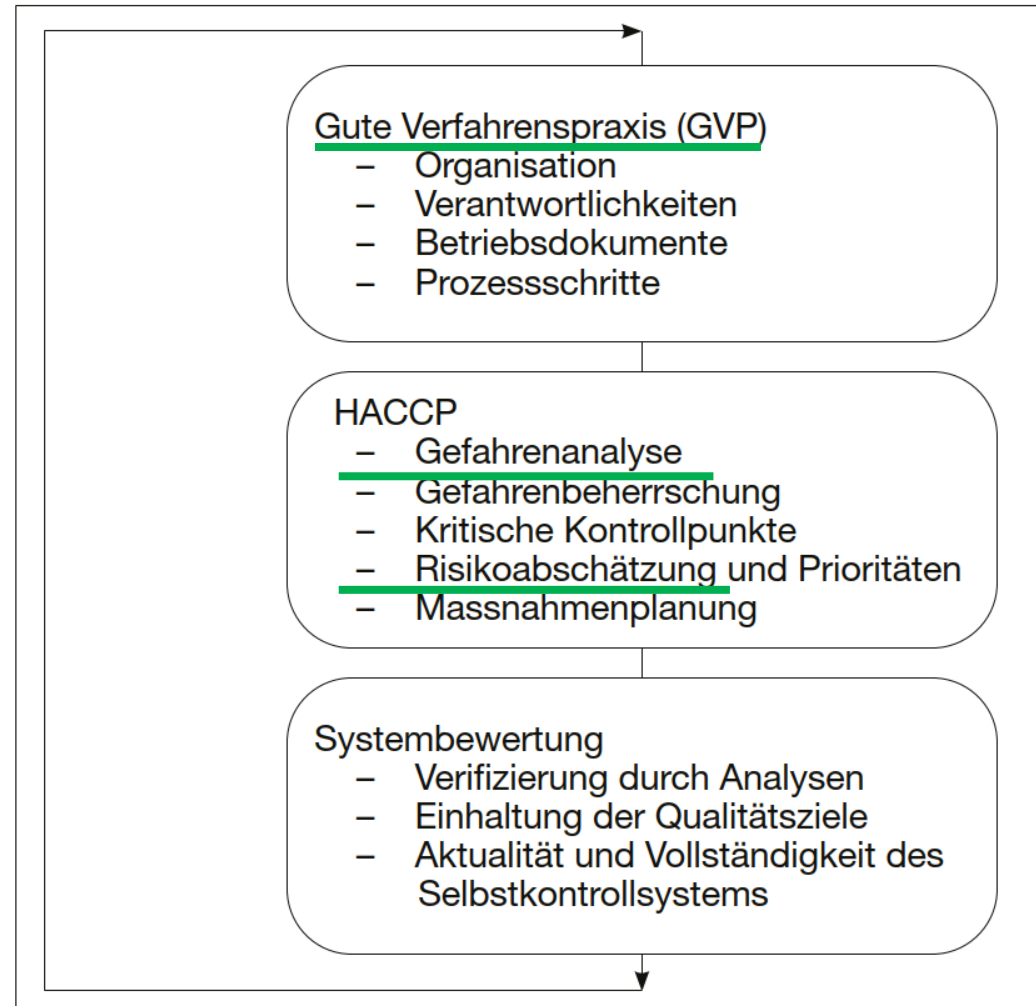 Gute Verfahrenspraxis (GVP)
– Organisation
– Verantwortlichkeiten
– Betriebsdokumente
– Prozessschritte
HACCP
– Gefahrenanalyse
– Gefahrenbeherrschung
– Kritische Kontrollpunkte
– Risikoabschätzung und Prioritäten
– Massnahmenplanung
Systembewertung
– Verifizierung durch Analysen
– Einhaltung der Qualitätsziele
– Aktualität und Vollständigkeit des
Selbstkontrollsystems